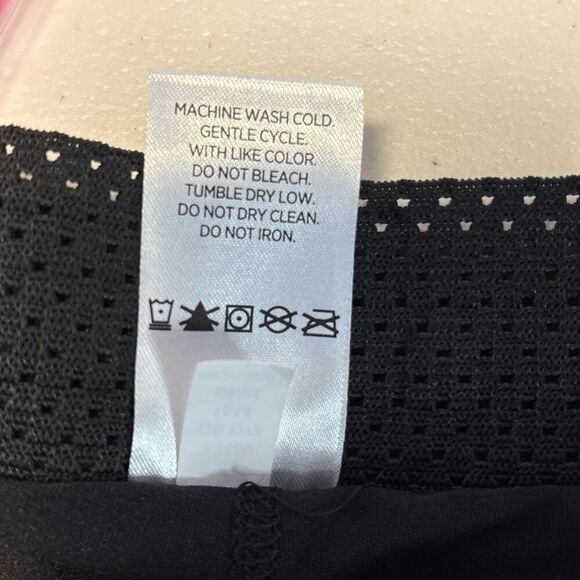 MACHINE WASH COLD.
GENTLE CYCLE.
WITH LIKE COLOR.
DO NOT BLEACH.
TUMBLE DRY LOW.
DO NOT DRY CLEAN.
DO NOT IRON.